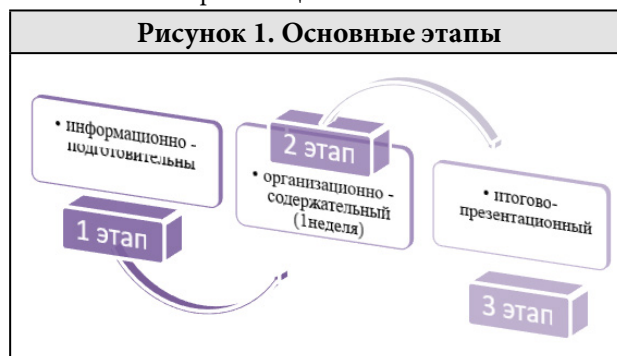 Рисунок 1. Основные этапы
• информационно -
подготовительны
1 этап
2 этап
• организационно -
содержательный
(1неделя)
• итогово-
презентационный
3 этап